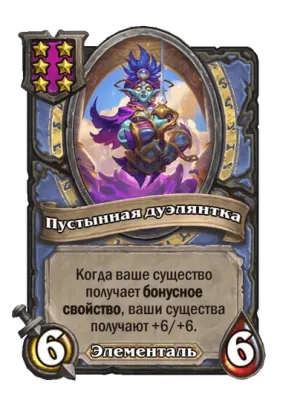 Пустынная дуэлянтка
Когда ваше существо
получает бонусное
свойство, ваши существа
получают +6/+6.
6
Элементаль
6